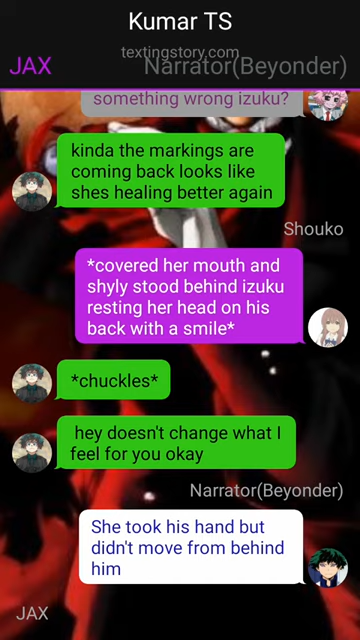 Kumar TS
textingstory.com
JAX
Narrator(Beyonder)
something wrong izuku?
kinda the markings are
coming back looks like
shes healing better again
Shouko
*covered her mouth and
shyly stood behind izuku
resting her head on his
back with a smile*
*chuckles*
hey doesn't change what I
feel for you okay
Narrator(Beyonder)
She took his hand but
didn't move from behind
him
JAX